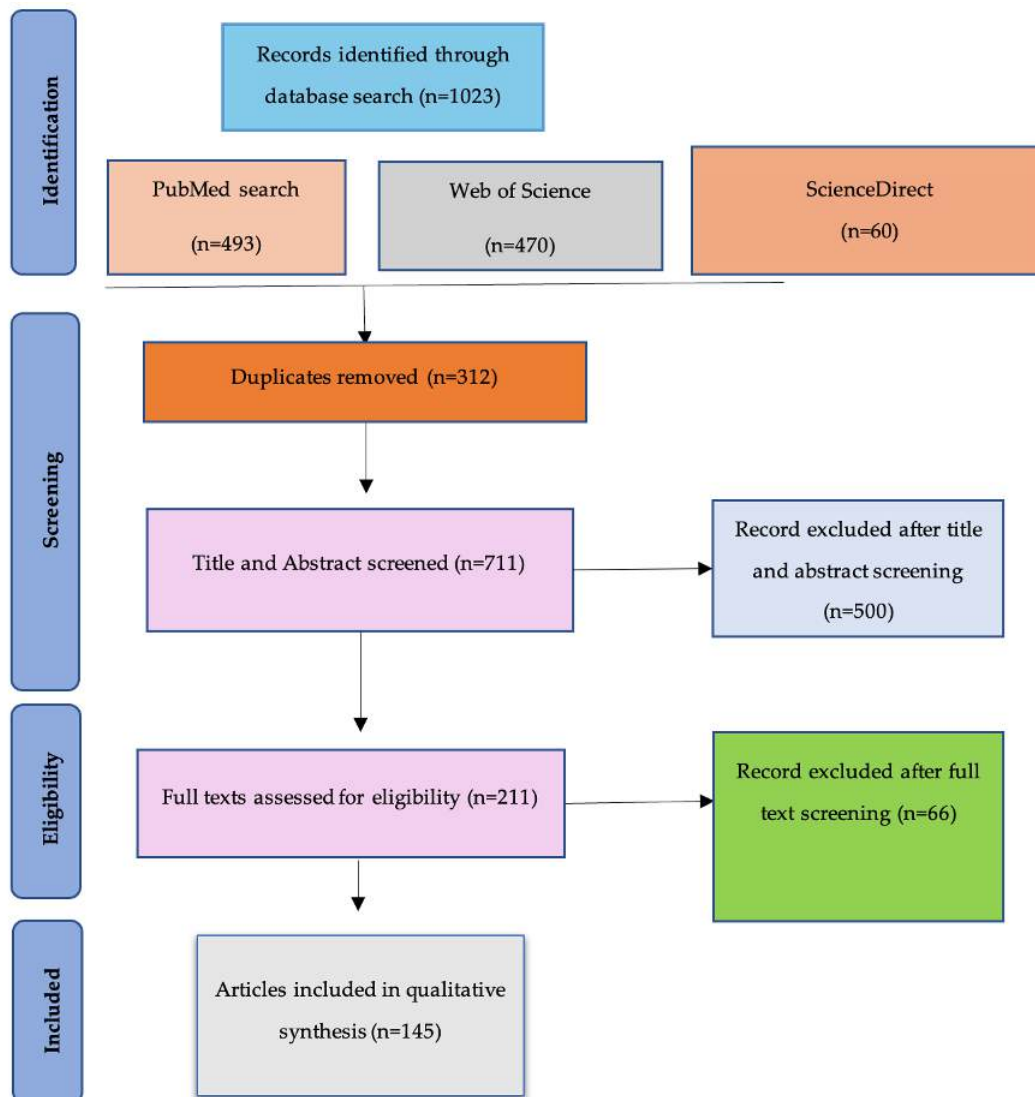 Identification
Records identified through
database search (n=1023)
PubMed search
(n=493)
Web of Science
(n=470)
ScienceDirect
(n=60)
Screening
Duplicates removed (n=312)
Title and Abstract screened (n=711)
Record excluded after title
and abstract screening
(n=500)
Eligibility
Full texts assessed for eligibility (n=211)
Record excluded after full
text screening (n=66)
Included
Articles included in qualitative
synthesis (n=145)